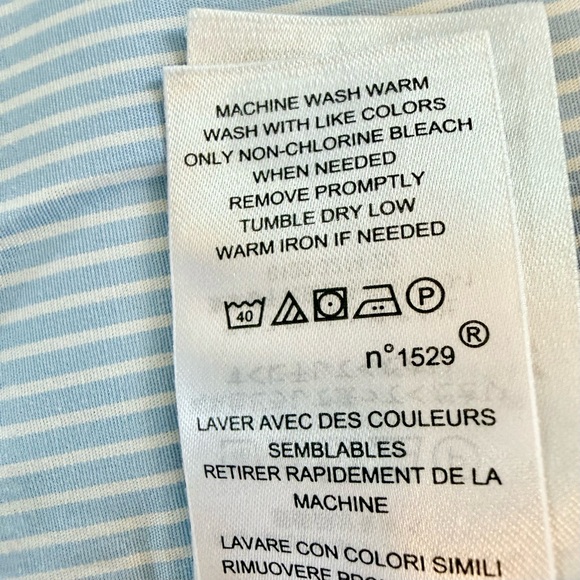 MACHINE WASH WARM
WASH WITH LIKE COLORS
ONLY NON-CHLORINE BLEACH
WHEN NEEDED
REMOVE PROMPTLY
TUMBLE DRY LOW
WARM IRON IF NEEDED
40 P
n°1529®
LAVER AVEC DES COULEURS
SEMBLABLES
RETIRER RAPIDEMENT DE LA
MACHINE
LAVARE CON COLORI SIMILI
RIMUOVERE